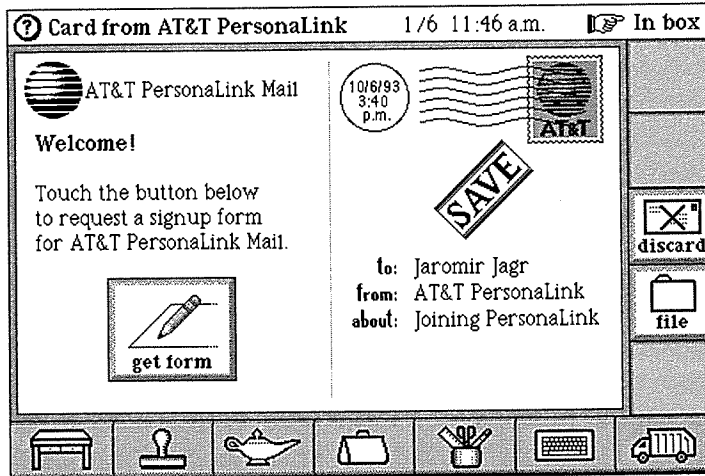 ? Card from AT&T PersonaLink 1/6 11:46 a.m. In box
AT&T PersonaLink Mail
Welcome!
Touch the button below
to request a signup form
for AT&T PersonaLink Mail.
get form
10/6/93
3:40
p.m.
AT&T
SAVE
to: Jaromir Jagr
from: AT&T PersonaLink
about: Joining PersonaLink
discard
file